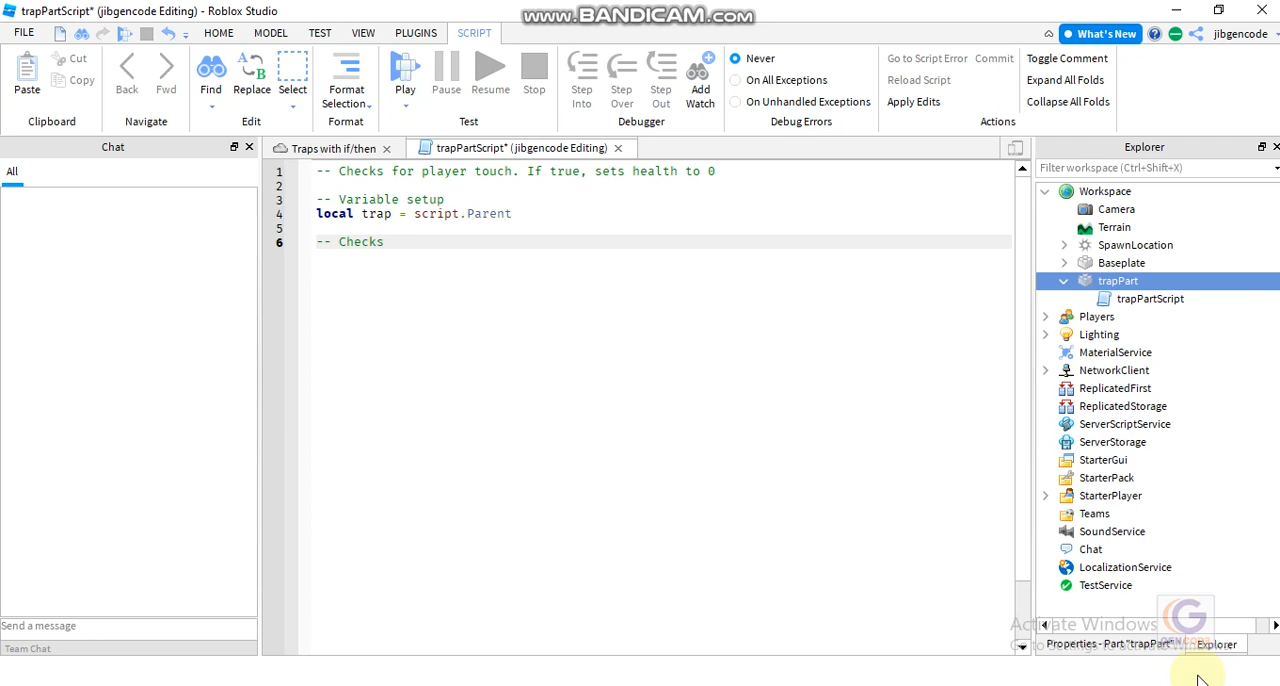 trapPartScript* (jibgencode Editing) - Roblox Studio
www.BANDICAM.com
FILE HOME MODEL TEST VIEW PLUGINS SCRIPT What's New jibgencode
Paste Cut Copy Back Fwd Find Replace Select Format Selection Play Pause Resume Stop Step Into Step Over Step Out Add Watch
Never Go to Script Error Commit Toggle Comment
On All Exceptions Reload Script Expand All Folds
On Unhandled Exceptions Apply Edits Collapse All Folds
Clipboard Navigate Edit Format Test Debugger Debug Errors Actions
Chat
All
Send a message
Team Chat
Traps with if/then
trapPartScript* (jibgencode Editing)
1 -- Checks for player touch. If true, sets health to 0
2
3 -- Variable setup
4 local trap = script.Parent
5
6 -- Checks
Explorer
Filter workspace (Ctrl+Shift+X)
Workspace
Camera
Terrain
SpawnLocation
Baseplate
trapPart
trapPartScript
Players
Lighting
MaterialService
NetworkClient
ReplicatedFirst
ReplicatedStorage
ServerScriptService
ServerStorage
StarterGui
StarterPack
StarterPlayer
Teams
SoundService
Chat
LocalizationService
TestService
Activate Windows
Properties - Part "trapPart"
Explorer